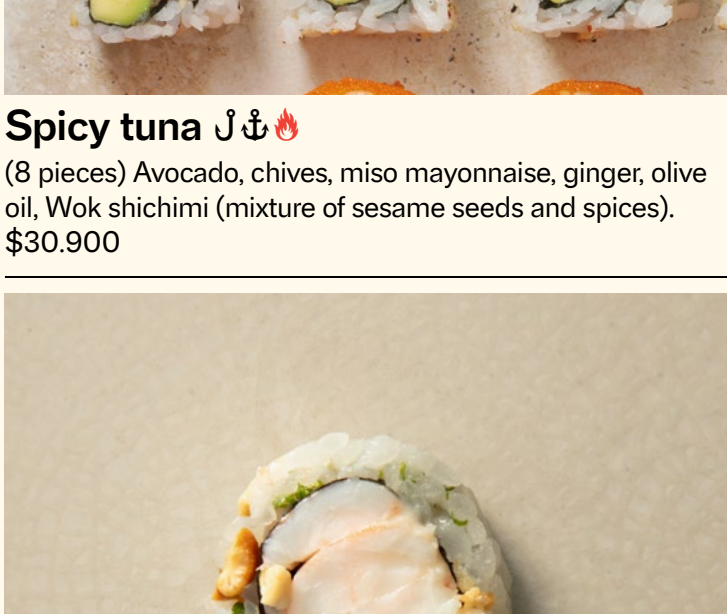 Spicy tuna
(8 pieces) Avocado, chives, miso mayonnaise, ginger, olive
oil, Wok shichimi (mixture of sesame seeds and spices).
$30.900